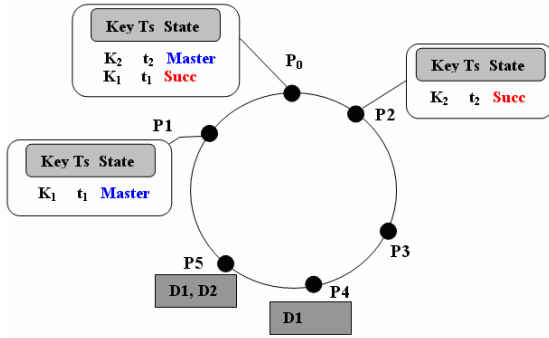 Key Ts State
K₂ t₂ Master
K₁ t₁ Succ
P₀
Key Ts State
K₂ t₂ Succ
P2
P1
Key Ts State
K₁ t₁ Master
P3
P5
D1, D2
P4
D1